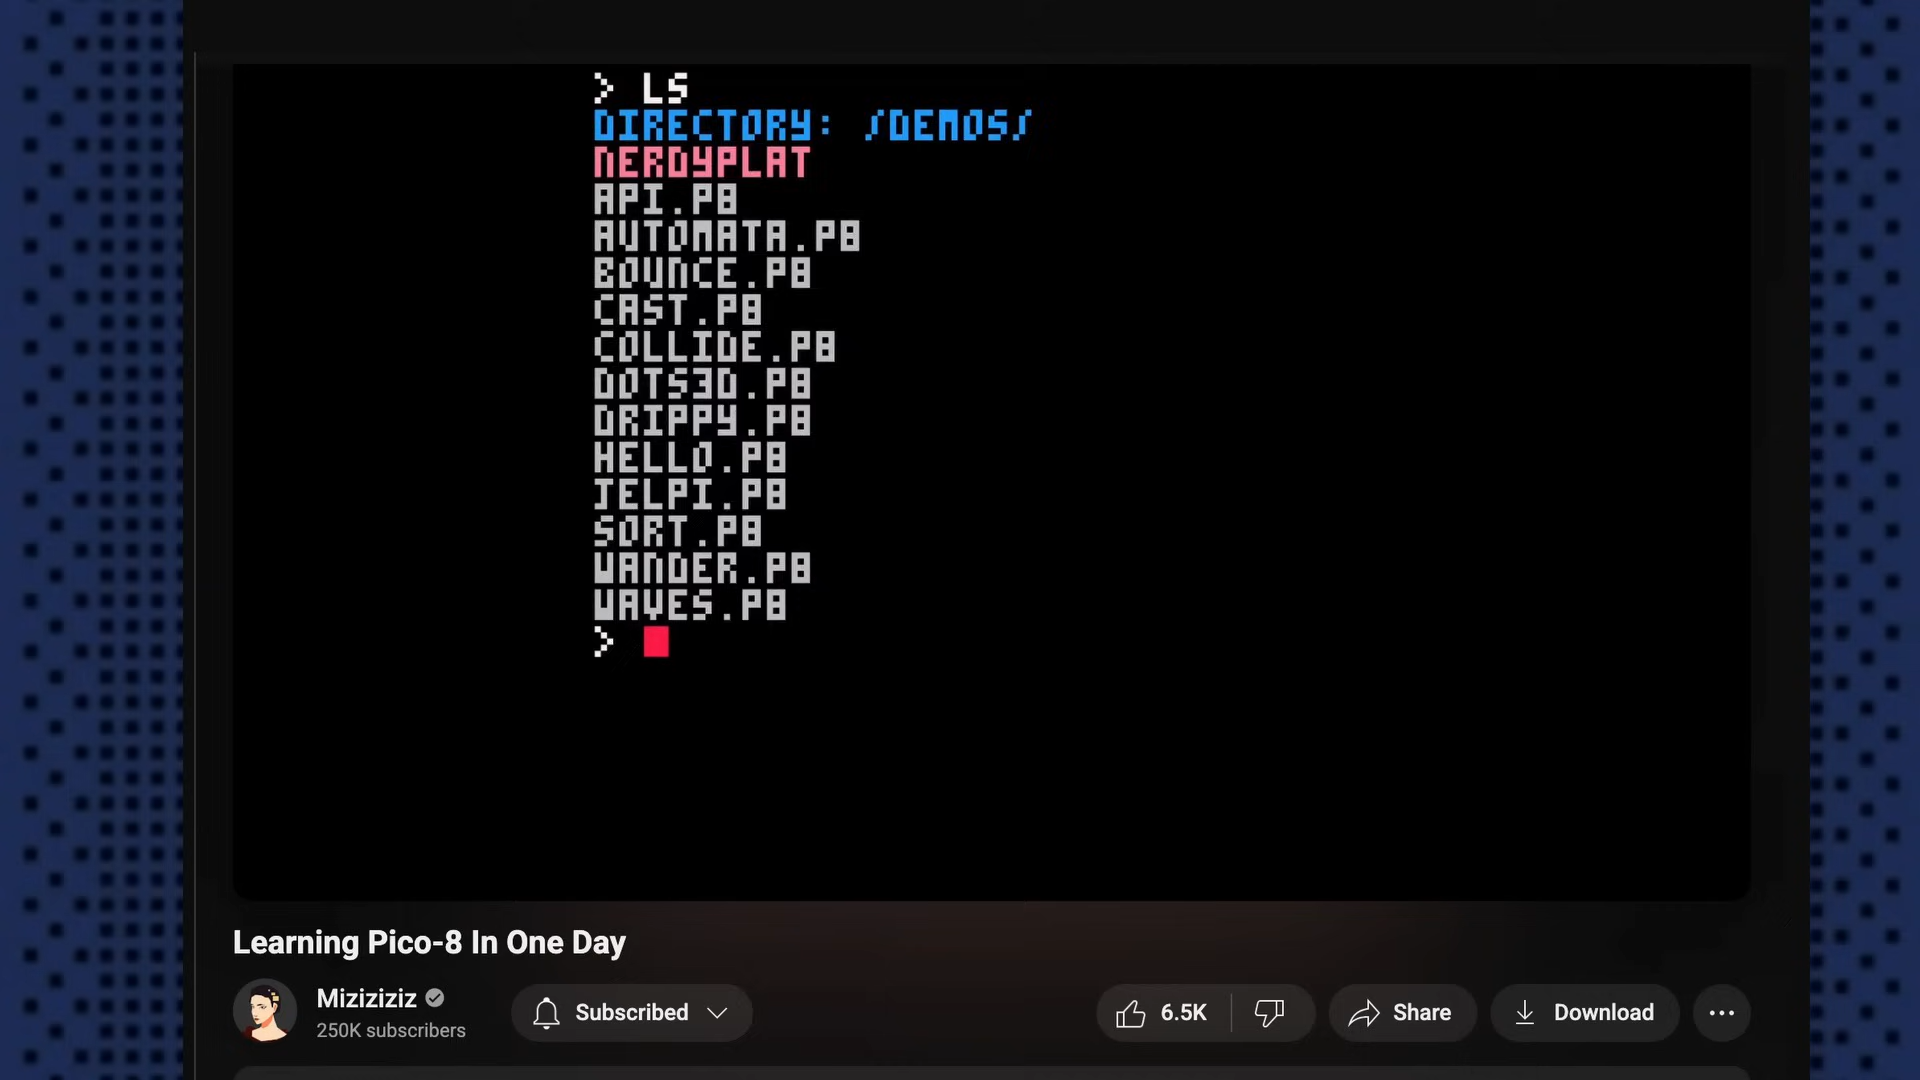 > LS
DIRECTORY: /DEMOS/
NERDYPLAT
API.P8
AUTOMATA.P8
BOUNCE.P8
CAST.P8
COLLIDE.P8
DOTS3D.P8
DRIPPY.P8
HELLO.P8
JELPI.P8
SORT.P8
WANDER.P8
WAVES.P8
>
Learning Pico-8 In One Day
Miziziziz
250K subscribers
Subscribed
6.5K
Share
Download